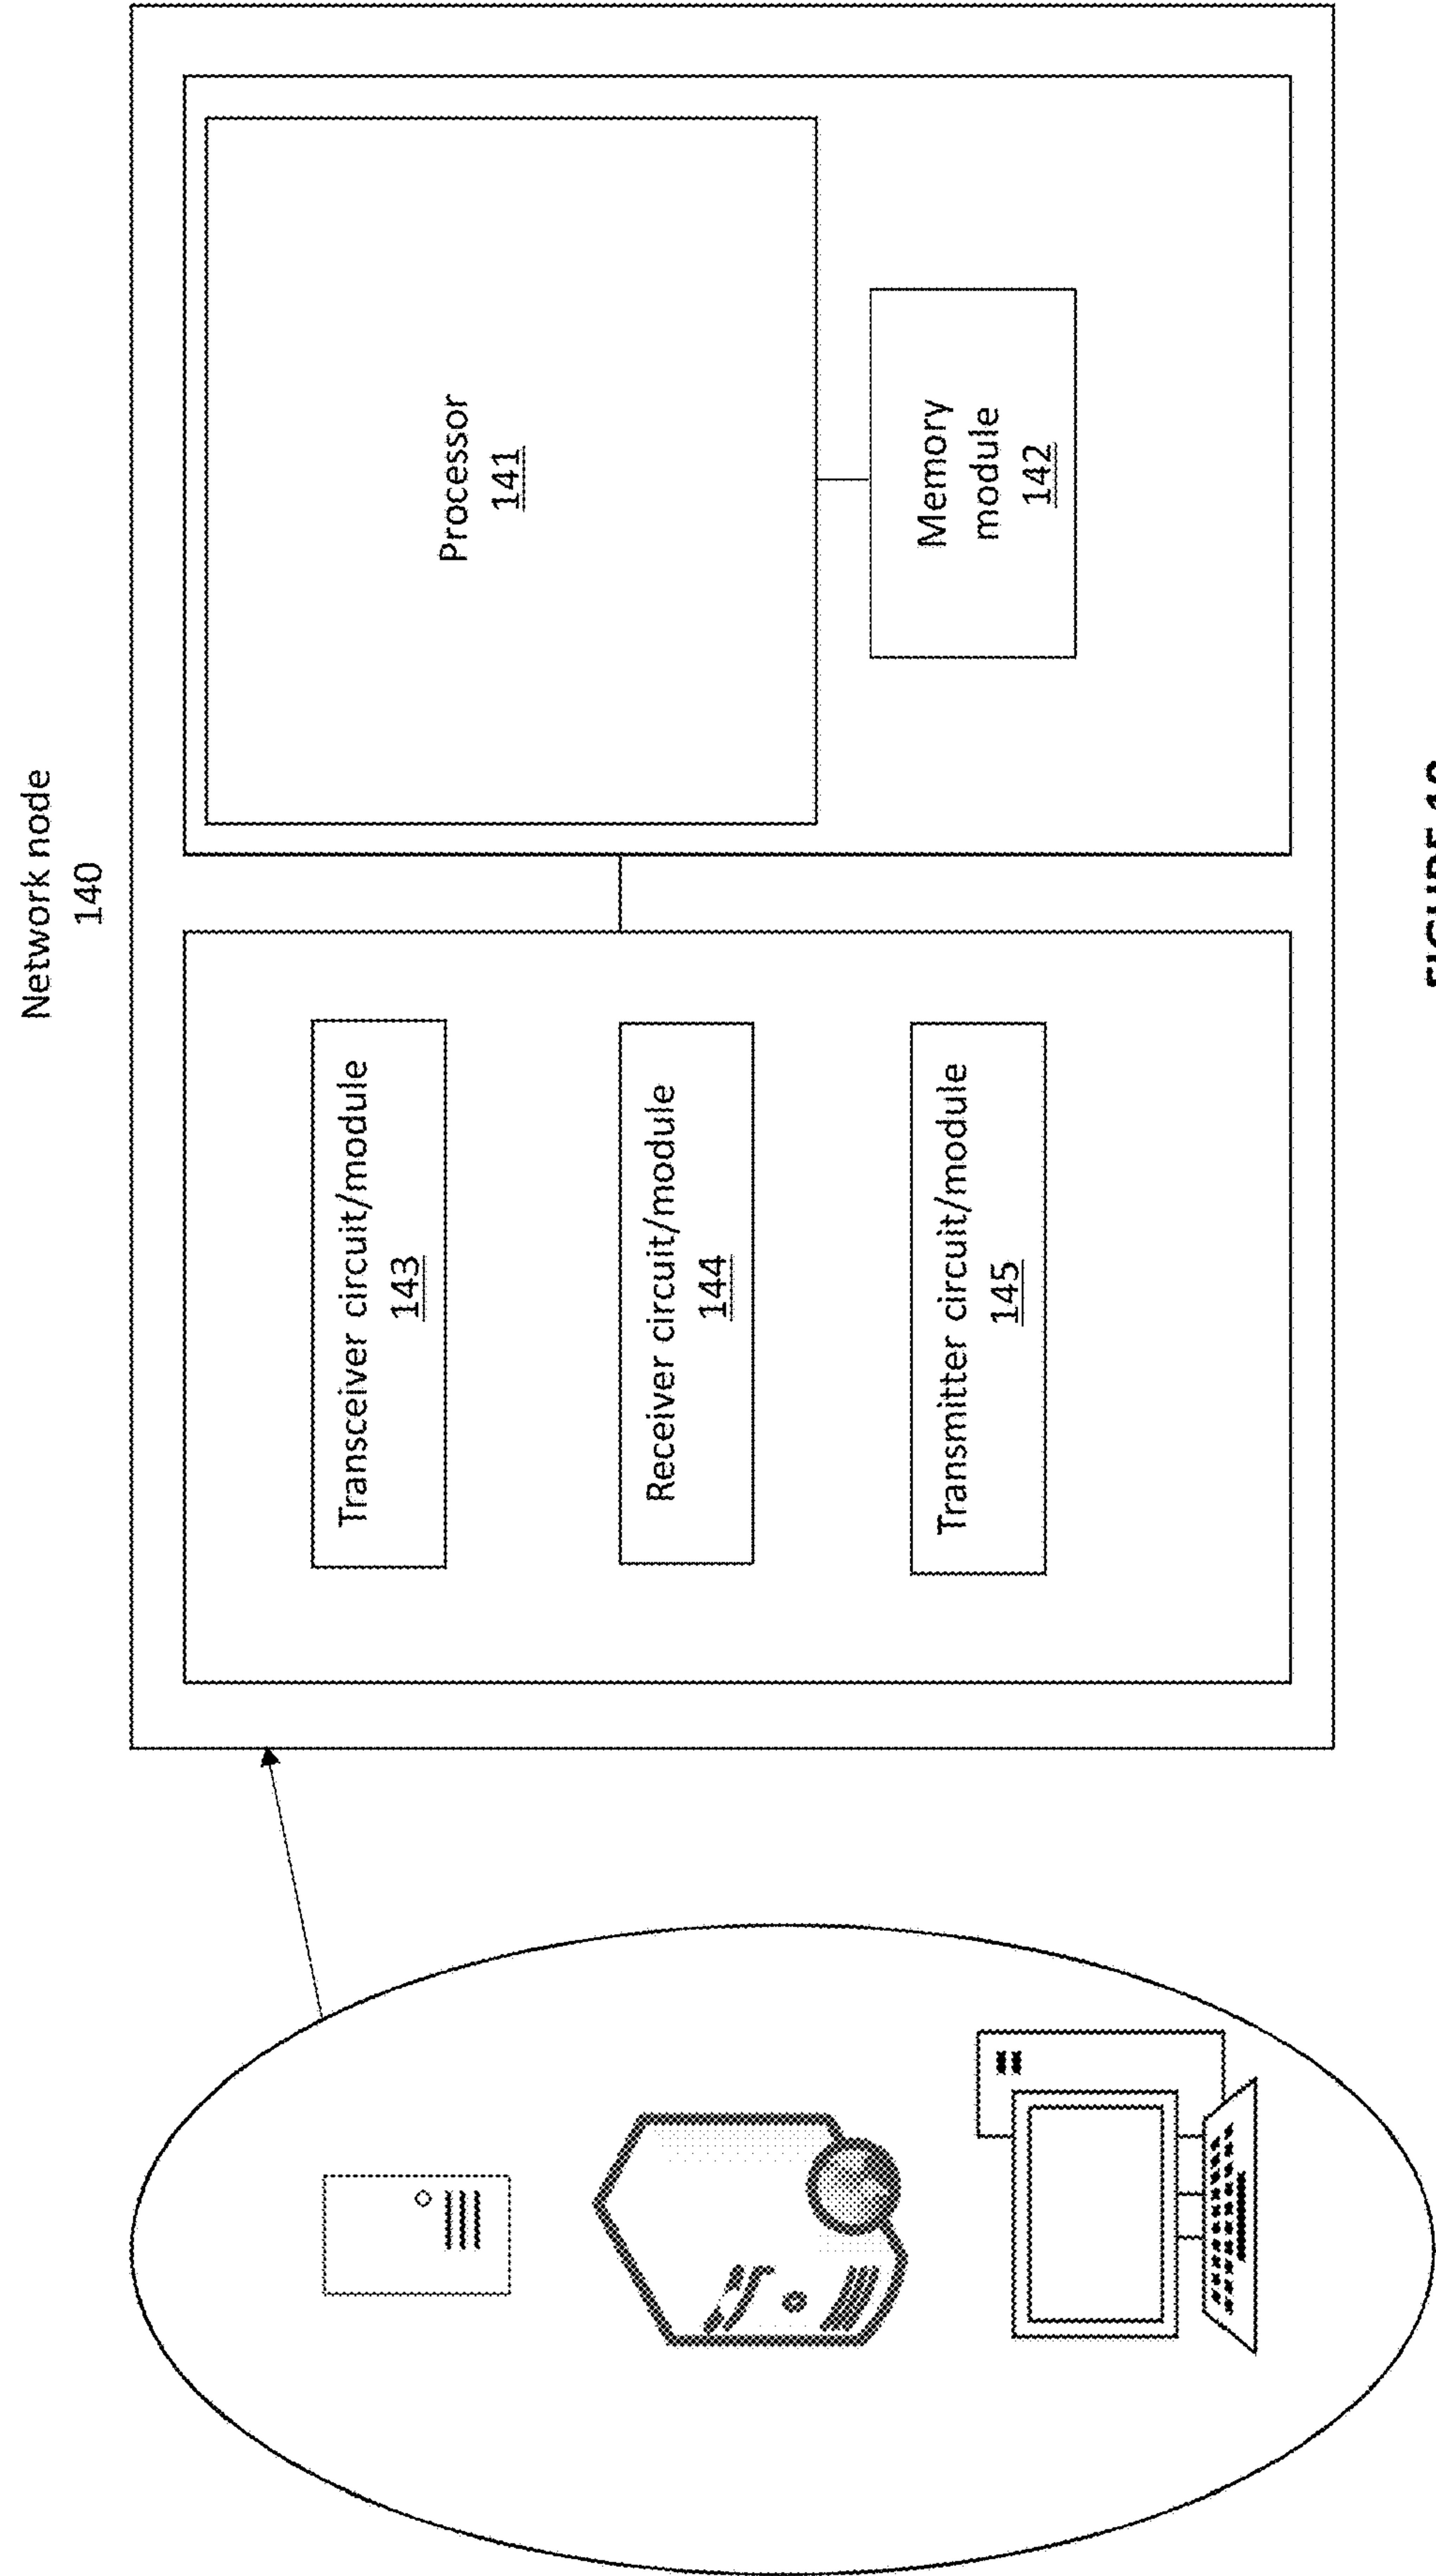 Network node
140
Transceiver circuit/module
143
Receiver circuit/module
144
Transmitter circuit/module
145
Processor
141
Memory
module
142